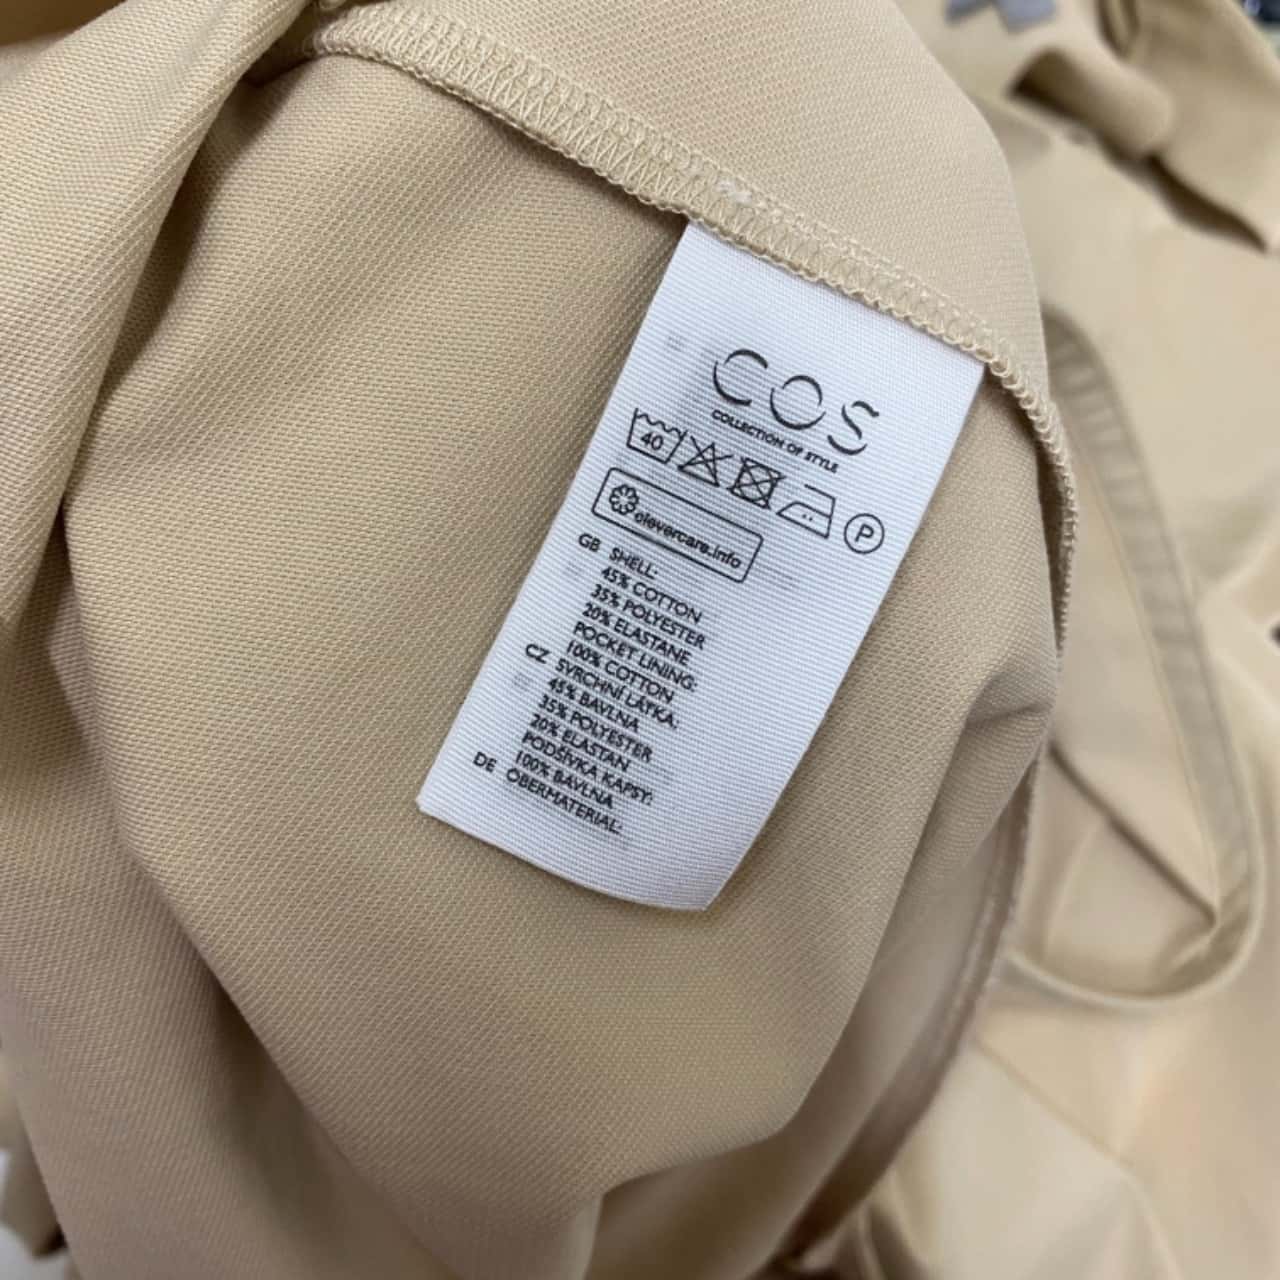 COS
COLLECTION OF STYLE
40 P
clevercare.info
GB SHELL:
45% COTTON
35% POLYESTER
20% ELASTANE
POCKET LINING:
100% COTTON
CZ SVRCHNÍ LÁTKA:
45% BAVLNA
35% POLYESTER
20% ELASTAN
PODŠÍVKA KAPSY:
100% BAVLNA
DE OBERMATERIAL: